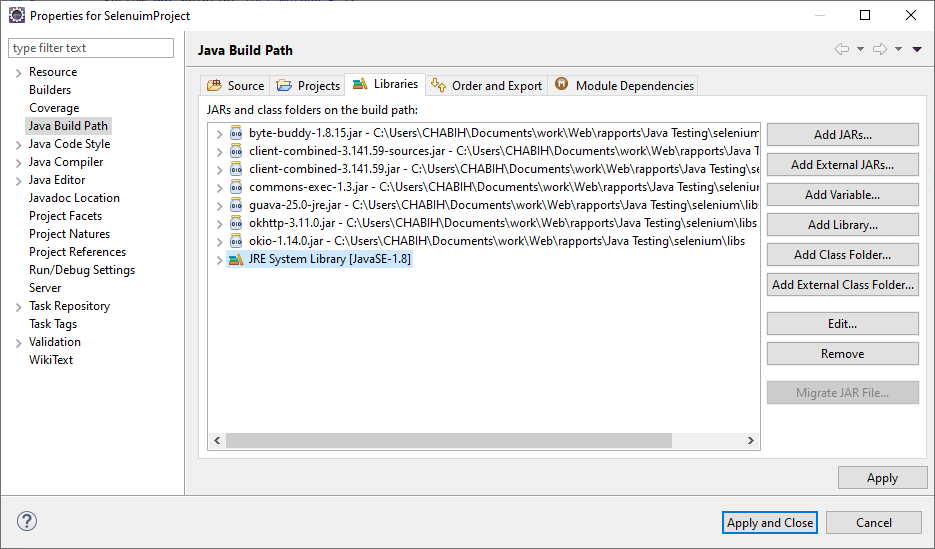 Properties for SelenuimProject
type filter text
Resource
Builders
Coverage
Java Build Path
Java Code Style
Java Compiler
Java Editor
Javadoc Location
Project Facets
Project Natures
Project References
Run/Debug Settings
Server
Task Repository
Task Tags
Validation
WikiText
Java Build Path
Source Projects Libraries Order and Export Module Dependencies
JARs and class folders on the build path:
byte-buddy-1.8.15.jar - C:\Users\CHABIH\Documents\work\Web\rapports\Java Testing\selenium
client-combined-3.141.59-sources.jar - C:\Users\CHABIH\Documents\work\Web\rapports\Java T
client-combined-3.141.59.jar - C:\Users\CHABIH\Documents\work\Web\rapports\Java Testing\se
commons-exec-1.3.jar - C:\Users\CHABIH\Documents\work\Web\rapports\Java Testing\selenium
guava-25.0-jre.jar - C:\Users\CHABIH\Documents\work\Web\rapports\Java Testing\selenium\libs
okhttp-3.11.0.jar - C:\Users\CHABIH\Documents\work\Web\rapports\Java Testing\selenium\libs
okio-1.14.0.jar - C:\Users\CHABIH\Documents\work\Web\rapports\Java Testing\selenium\libs
JRE System Library [JavaSE-1.8]
Add JARs...
Add External JARs...
Add Variable...
Add Library...
Add Class Folder...
Add External Class Folder...
Edit...
Remove
Migrate JAR File...
Apply
Apply and Close
Cancel